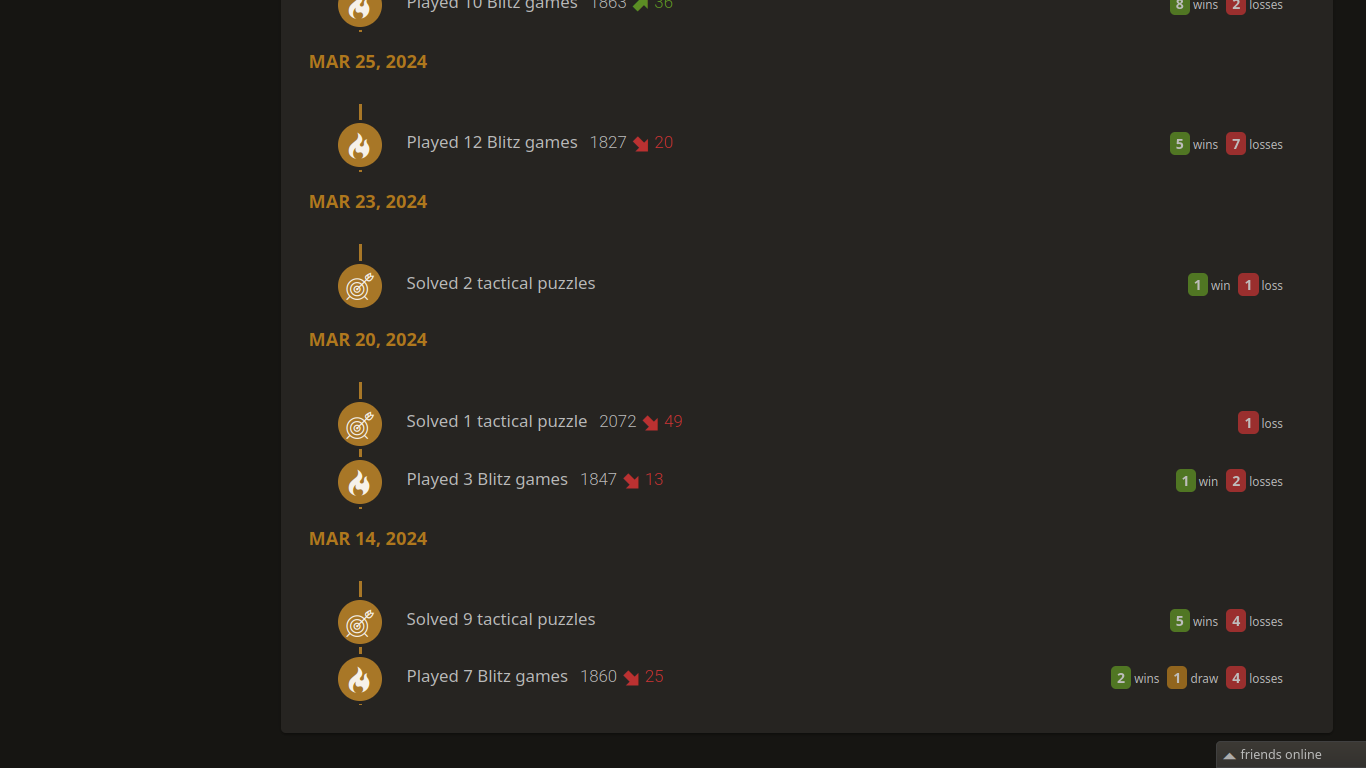 Played 10 Blitz games 1863 36 8 wins 2 losses
MAR 25, 2024
Played 12 Blitz games 1827 20 5 wins 7 losses
MAR 23, 2024
Solved 2 tactical puzzles 1 win 1 loss
MAR 20, 2024
Solved 1 tactical puzzle 2072 49 1 loss
Played 3 Blitz games 1847 13 1 win 2 losses
MAR 14, 2024
Solved 9 tactical puzzles 5 wins 4 losses
Played 7 Blitz games 1860 25 2 wins 1 draw 4 losses
friends online